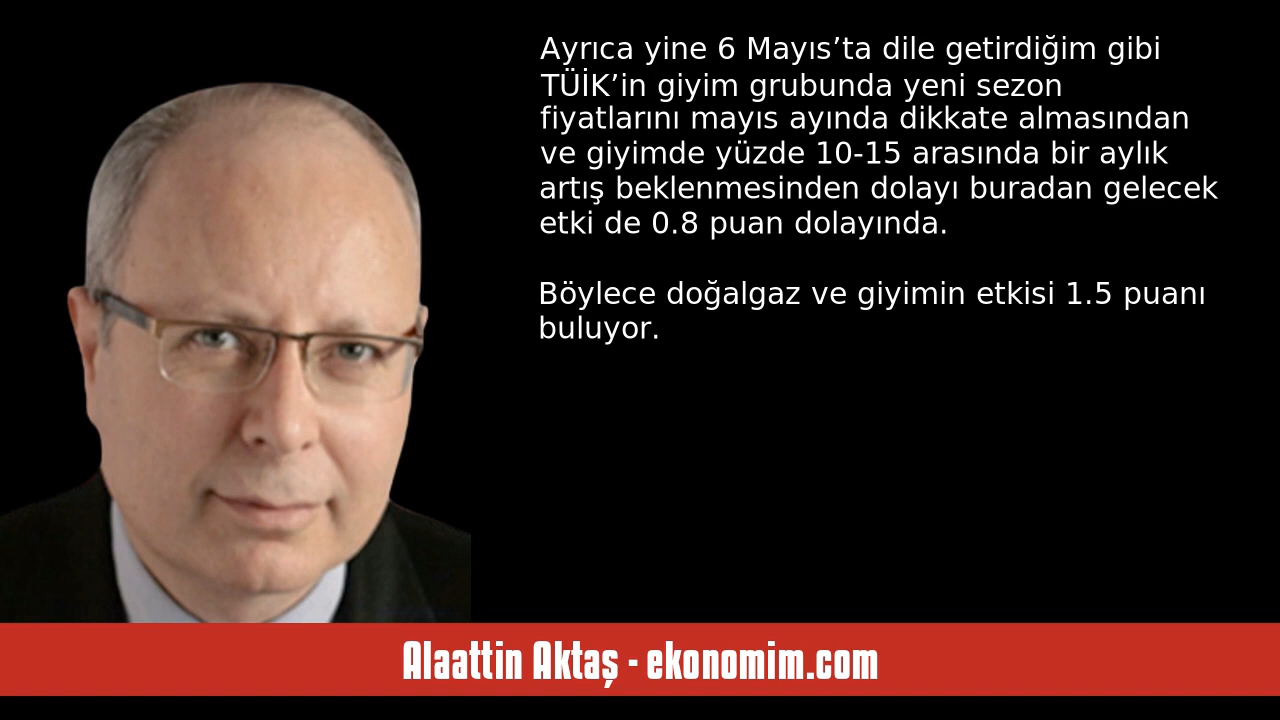 Ayrıca yine 6 Mayıs’ta dile getirdiğim gibi
TÜİK’in giyim grubunda yeni sezon
fiyatlarını mayıs ayında dikkate almasından
ve giyimde yüzde 10-15 arasında bir aylık
artış beklenmesinden dolayı buradan gelecek
etki de 0.8 puan dolayında.
Böylece doğalgaz ve giyimin etkisi 1.5 puanı
buluyor.
Alaattin Aktaş - ekonomim.com